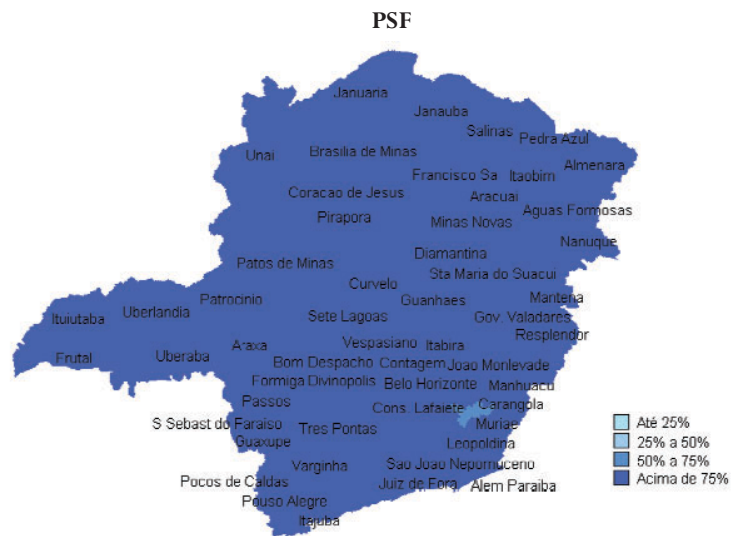 PSF
Januaria
Janauba
Salinas
Pedra Azul
Unai
Brasilia de Minas
Almenara
Francisco Sa
Itaobim
Coracao de Jesus
Aracuai
Pirapora
Minas Novas
Aguas Formosas
Nanuque
Diamantina
Patos de Minas
Sta Maria do Suacui
Curvelo
Patrocinio
Guanhaes
Mantena
Uberlandia
Ituiutaba
Sete Lagoas
Gov. Valadares
Resplendor
Araxa
Vespasiano
Itabira
Frutal
Uberaba
Bom Despacho
Contagem
Joao Monlevade
Formiga
Divinopolis
Belo Horizonte
Manhuacu
Passos
Cons. Lafaiete
Carangola
S Sebast do Faraiso
Tres Pontas
Muriae
Guaxupe
Leopoldina
Varginha
Sao Joao Nepomuceno
Pocos de Caldas
Juiz de Fora
Alem Paraiba
Pouso Alegre
Itajuba
Até 25%
25% a 50%
50% a 75%
Acima de 75%